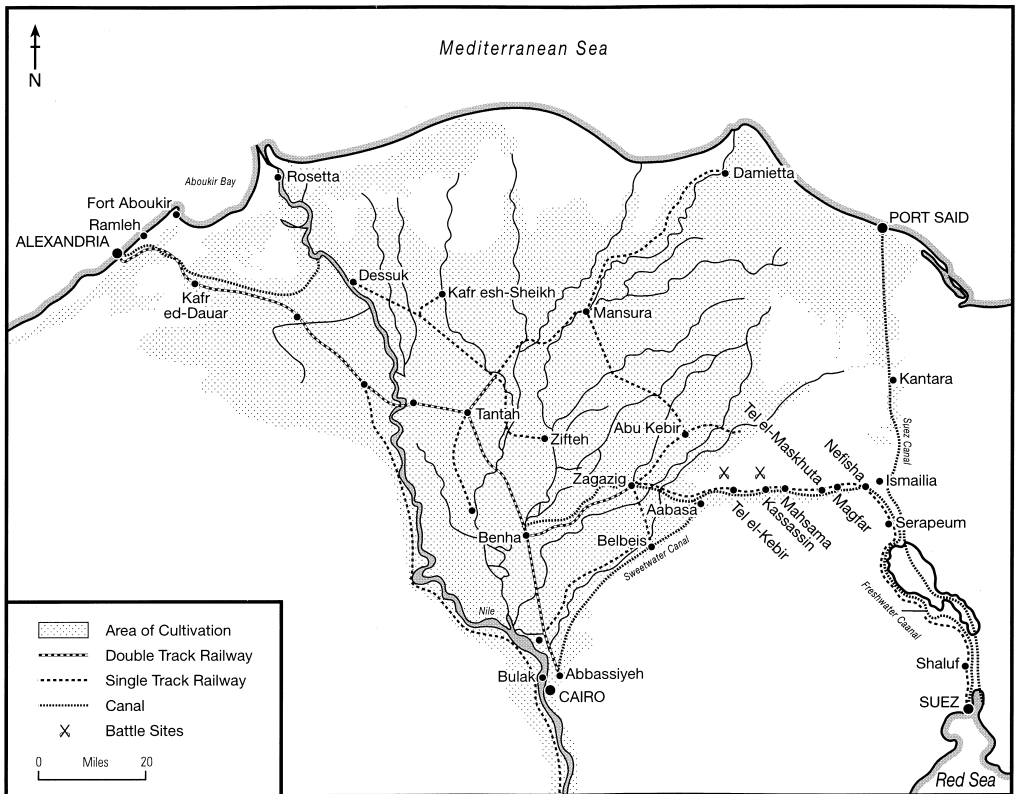 N
Mediterranean Sea
Aboukir Bay
Rosetta
Damietta
Fort Aboukir
Ramleh
ALEXANDRIA
PORT SAID
Kafr
ed-Dauar
Dessuk
Kafr esh-Sheikh
Mansura
Kantara
Suez Canal
Tantah
Zifteh
Abu Kebir
Tel el-Maskhuta
Nefisha
Zagazig
Ismailia
Aabasa
Tel el-Kebir
Kassassin
Mahsama
Magfar
Serapeum
Benha
Belbeis
Sweetwater Canal
Freshwater Caanal
Nile
Shaluf
Bulak
Abbassiyeh
CAIRO
SUEZ
Red Sea
Area of Cultivation
Double Track Railway
Single Track Railway
Canal
Battle Sites
0 Miles 20